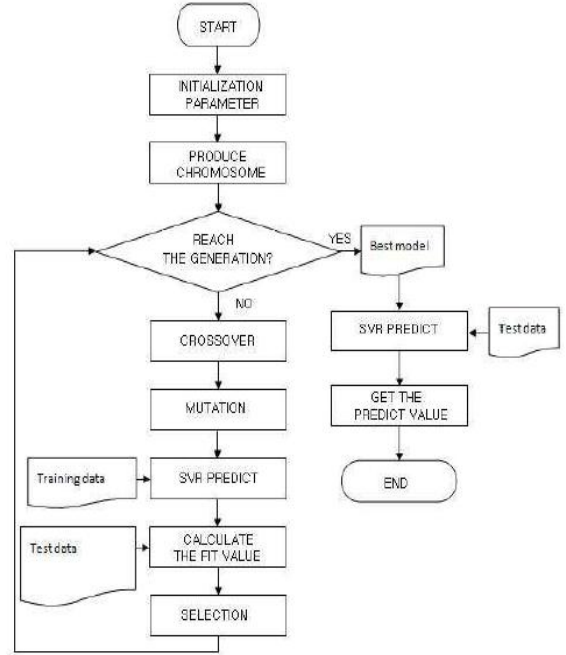 START
INITIALIZATION
PARAMETER
PRODUCE
CHROMOSOME
REACH
THE GENERATION?
YES
Best model
NO
CROSSOVER
SVR PREDICT
Test data
MUTATION
GET THE
PREDICT VALUE
Training data
SVR PREDICT
END
Test data
CALCULATE
THE FIT VALUE
SELECTION